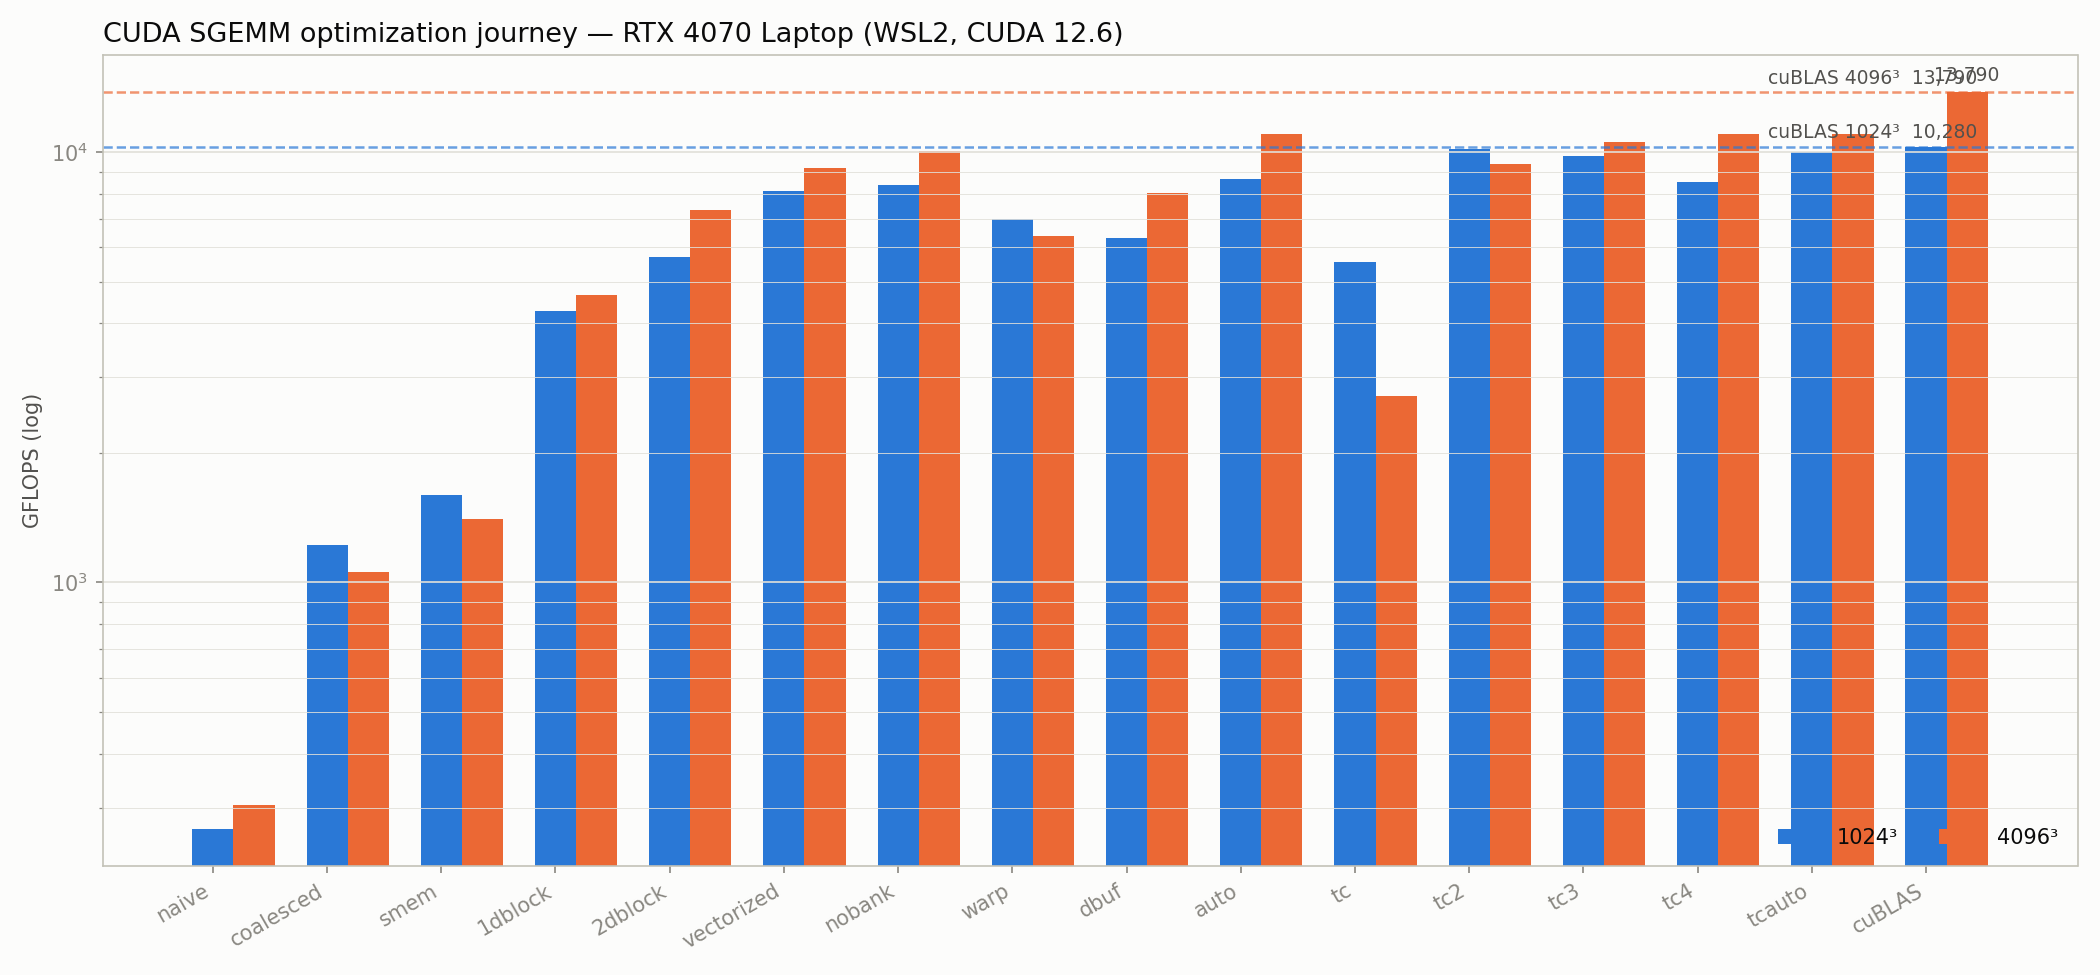 CUDA SGEMM optimization journey — RTX 4070 Laptop (WSL2, CUDA 12.6)
cuBLAS 4096³ 13,790
13,790
cuBLAS 1024³ 10,280
10⁴
10³
GFLOPS (log)
1024³
4096³
naive
coalesced
smem
1dblock
2dblock
vectorized
nobank
warp
dbuf
auto
tc
tc2
tc3
tc4
tcauto
cuBLAS